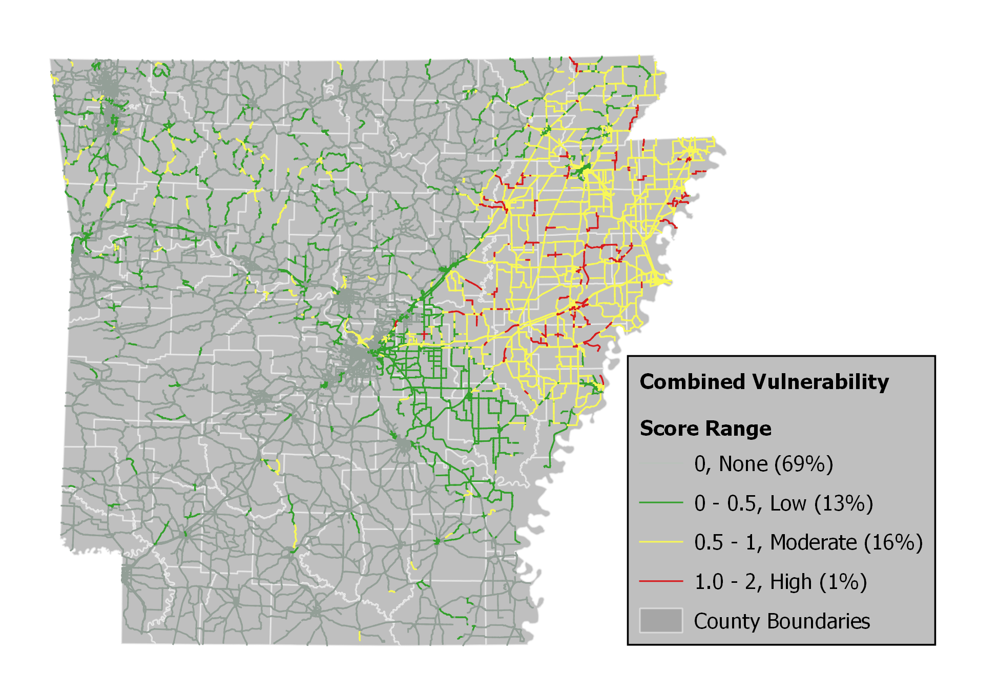 Combined Vulnerability
Score Range
0, None (69%)
0 - 0.5, Low (13%)
0.5 - 1, Moderate (16%)
1.0 - 2, High (1%)
County Boundaries